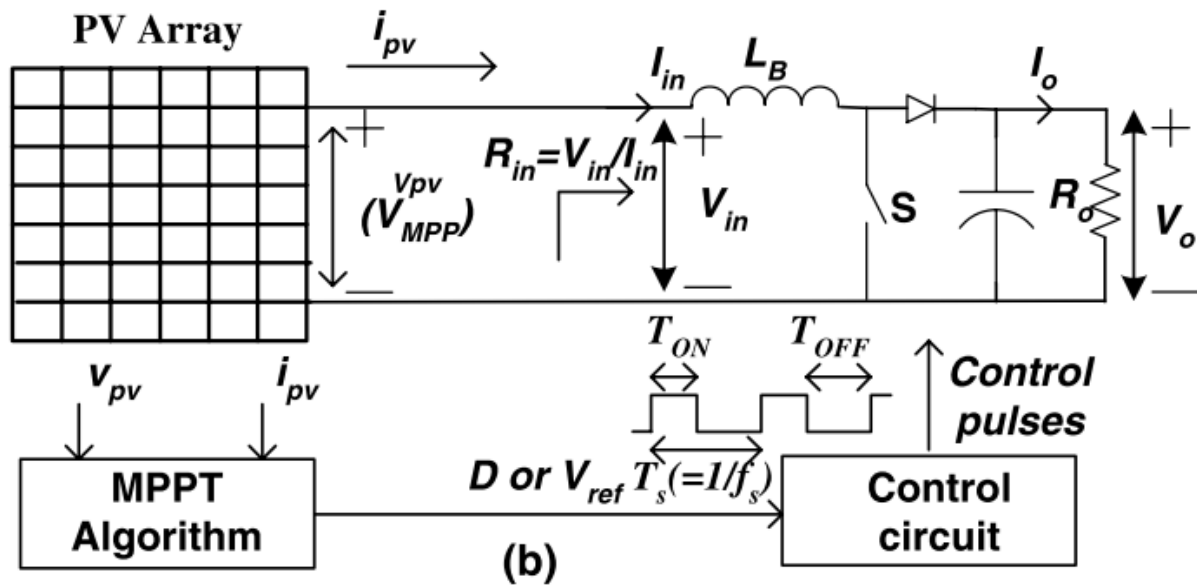 PV Array
i_pv
I_in
L_B
I_o
+
+
+
R_in=V_in/I_in
V_pv
(V_MPP)
V_in
S
R_o
V_o
—
—
—
T_ON
T_OFF
v_pv
i_pv
Control
pulses
MPPT
Algorithm
D or V_ref
T_s(=1/f_s)
Control
circuit
(b)